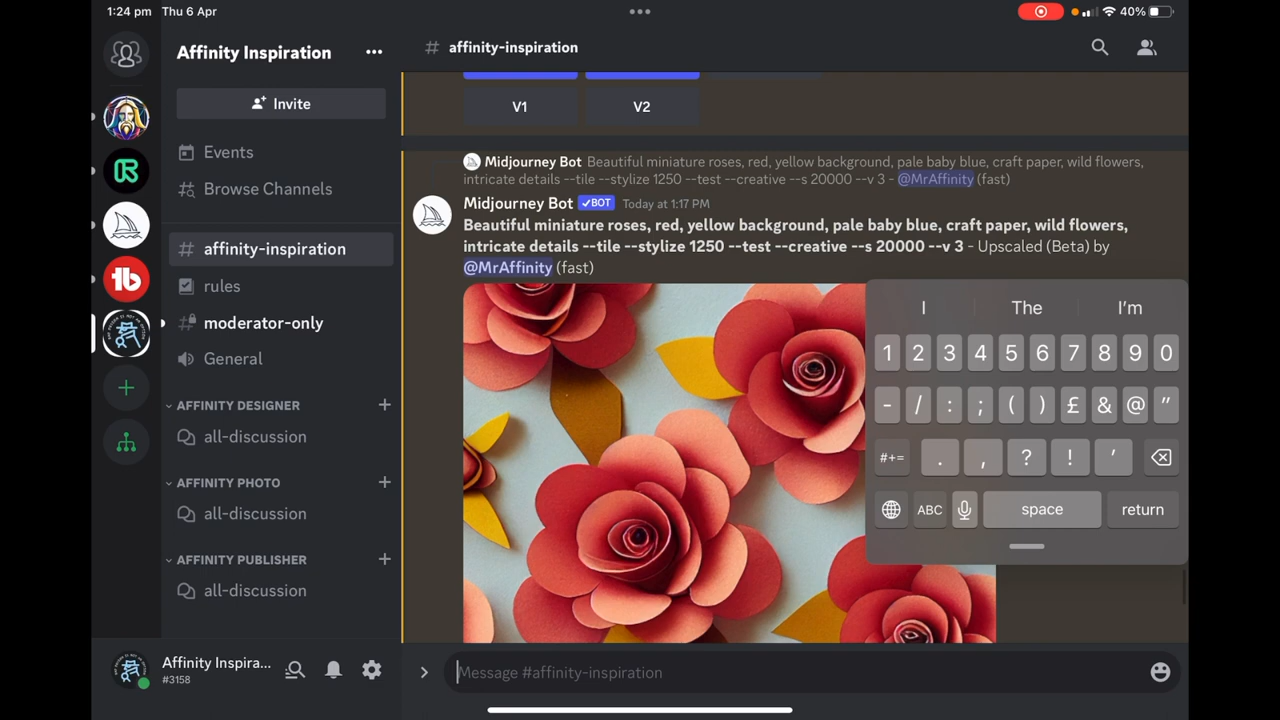 1:24 pm Thu 6 Apr
40%
Affinity Inspiration
Invite
Events
Browse Channels
affinity-inspiration
rules
moderator-only
General
AFFINITY DESIGNER
all-discussion
AFFINITY PHOTO
all-discussion
AFFINITY PUBLISHER
all-discussion
Affinity Inspira...
#3158
# affinity-inspiration
V1 V2
Midjourney Bot Beautiful miniature roses, red, yellow background, pale baby blue, craft paper, wild flowers,
intricate details --tile --stylize 1250 --test --creative --s 20000 --v 3 - @MrAffinity (fast)
Midjourney Bot ✓BOT Today at 1:17 PM
Beautiful miniature roses, red, yellow background, pale baby blue, craft paper, wild flowers,
intricate details --tile --stylize 1250 --test --creative --s 20000 --v 3 - Upscaled (Beta) by
@MrAffinity (fast)
I The I'm
1 2 3 4 5 6 7 8 9 0
- / : ; ( ) £ & @ "
#+= . , ? ! '
ABC space return
Message #affinity-inspiration